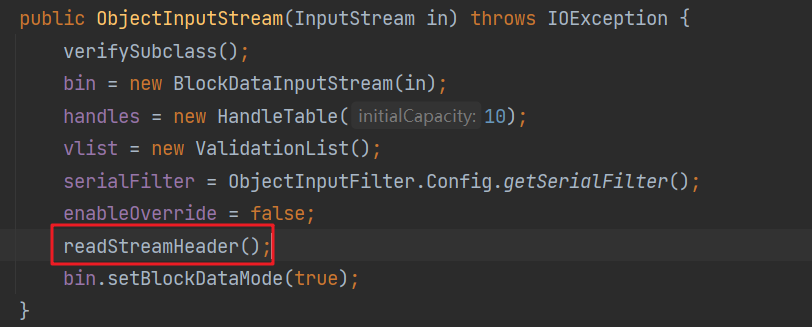 public ObjectInputStream(InputStream in) throws IOException {
    verifySubclass();
    bin = new BlockDataInputStream(in);
    handles = new HandleTable( initialCapacity: 10);
    vlist = new ValidationList();
    serialFilter = ObjectInputFilter.Config.getSerialFilter();
    enableOverride = false;
    readStreamHeader();
    bin.setBlockDataMode(true);
}